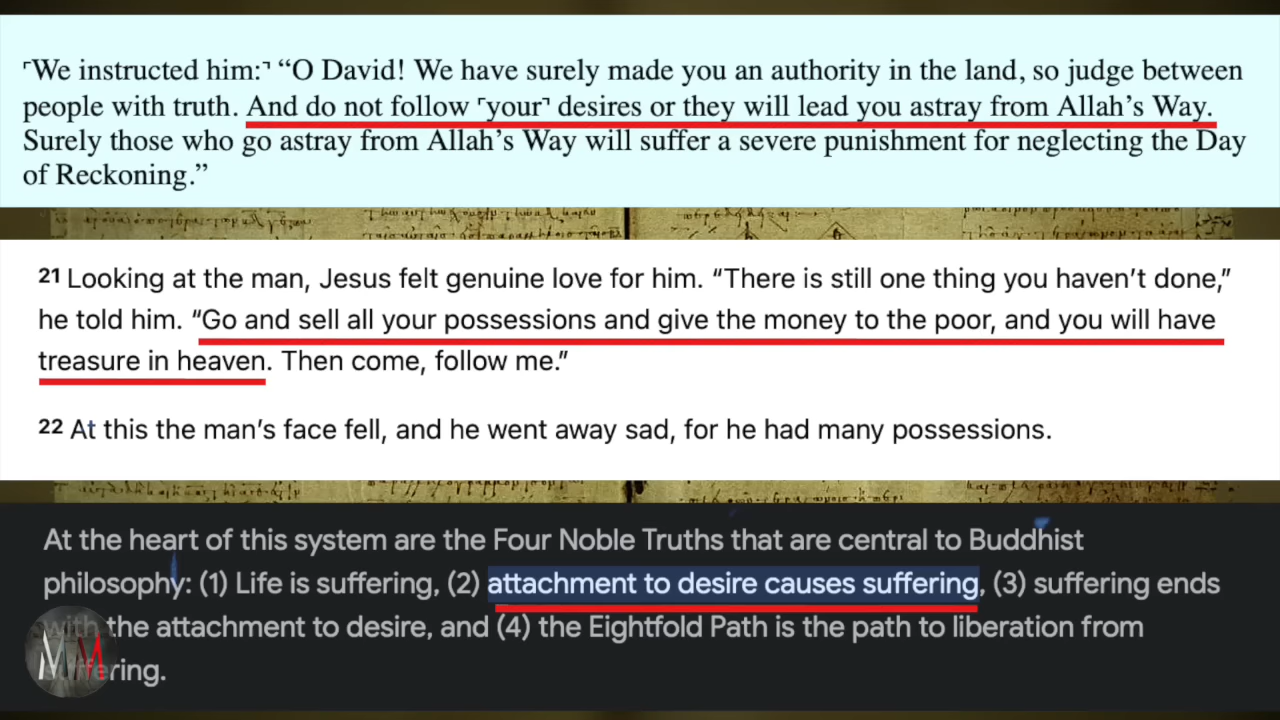 ⌜We instructed him:⌝ “O David! We have surely made you an authority in the land, so judge between
people with truth. And do not follow ⌜your⌝ desires or they will lead you astray from Allah’s Way.
Surely those who go astray from Allah’s Way will suffer a severe punishment for neglecting the Day
of Reckoning.”
21 Looking at the man, Jesus felt genuine love for him. “There is still one thing you haven’t done,”
he told him. “Go and sell all your possessions and give the money to the poor, and you will have
treasure in heaven. Then come, follow me.”
22 At this the man’s face fell, and he went away sad, for he had many possessions.
At the heart of this system are the Four Noble Truths that are central to Buddhist
philosophy: (1) Life is suffering, (2) attachment to desire causes suffering, (3) suffering ends
with the attachment to desire, and (4) the Eightfold Path is the path to liberation from
suffering.
MM